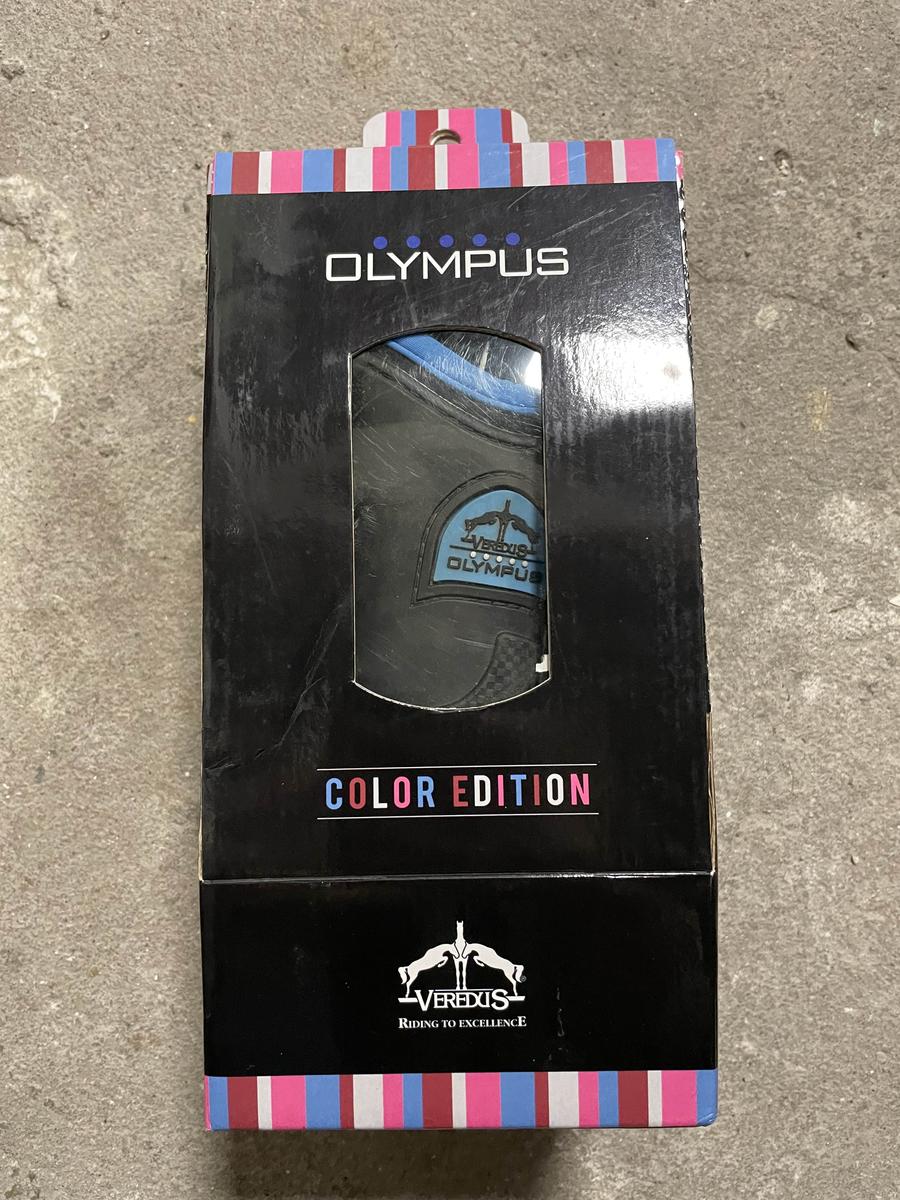 OLYMPUS
VEREDUS
OLYMPUS
COLOR EDITION
VEREDUS
®
RIDING TO EXCELLENCE